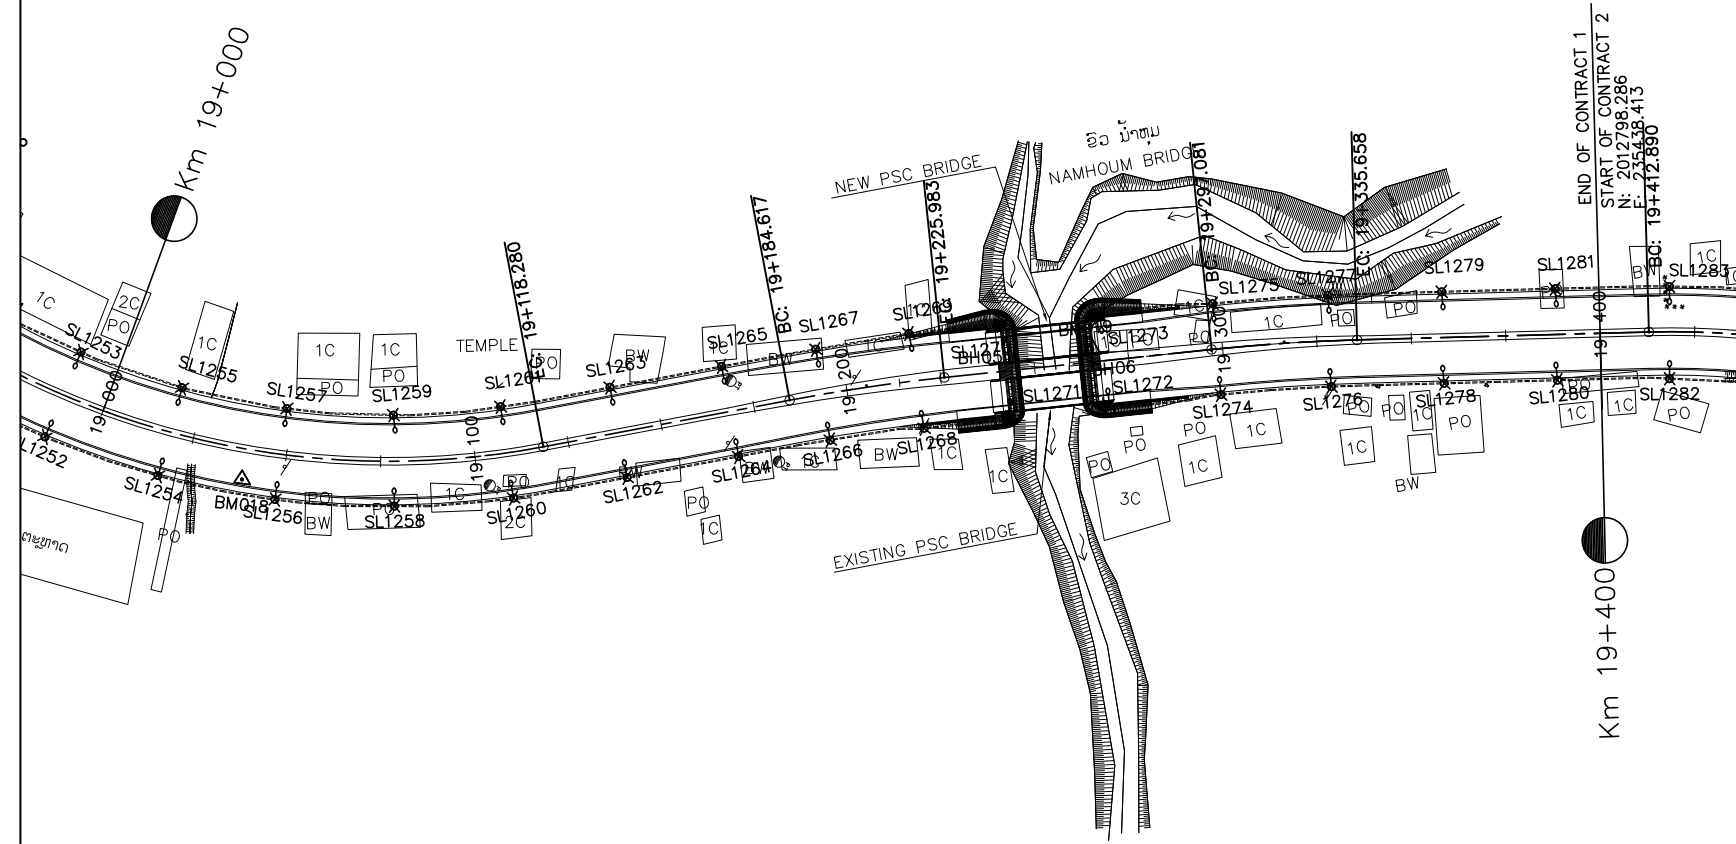 Km 19+000
ຂົວ ນ້ຳຫຸມ
NAMHOUM BRIDGE
NEW PSC BRIDGE
EXISTING PSC BRIDGE
END OF CONTRACT 1
START OF CONTRACT 2
N: 2012798.286
E: 235438.413
BC: 19+412.890
EC: 19+118.280
BC: 19+184.617
EC: 19+225.983
BC: 19+297.081
EC: 19+335.658
Km 19+400
TEMPLE
SL1253
SL1255
SL1257
SL1259
SL1261
SL1263
SL1265
SL1267
SL1269
SL1271
SL1273
SL1275
SL1277
SL1279
SL1281
SL1283
SL1252
SL1254
BM018
SL1256
SL1258
SL1260
SL1262
SL1264
SL1266
SL1268
BH05
SL1272
SL1274
SL1276
SL1278
SL1280
SL1282
19+000
19+100
19+200
19+300
19+400
1C
2C
PO
1C
1C
PO
1C
PO
PO
BW
1C
BW
1C
PO
1C
PO
PO
BW
1C
PO
PO
BW
PO
1C
PO
2C
1C
PO
1C
BW
1C
1C
PO
PO
3C
PO
1C
1C
PO
1C
PO
1C
BW
PO
PO
1C
1C
PO